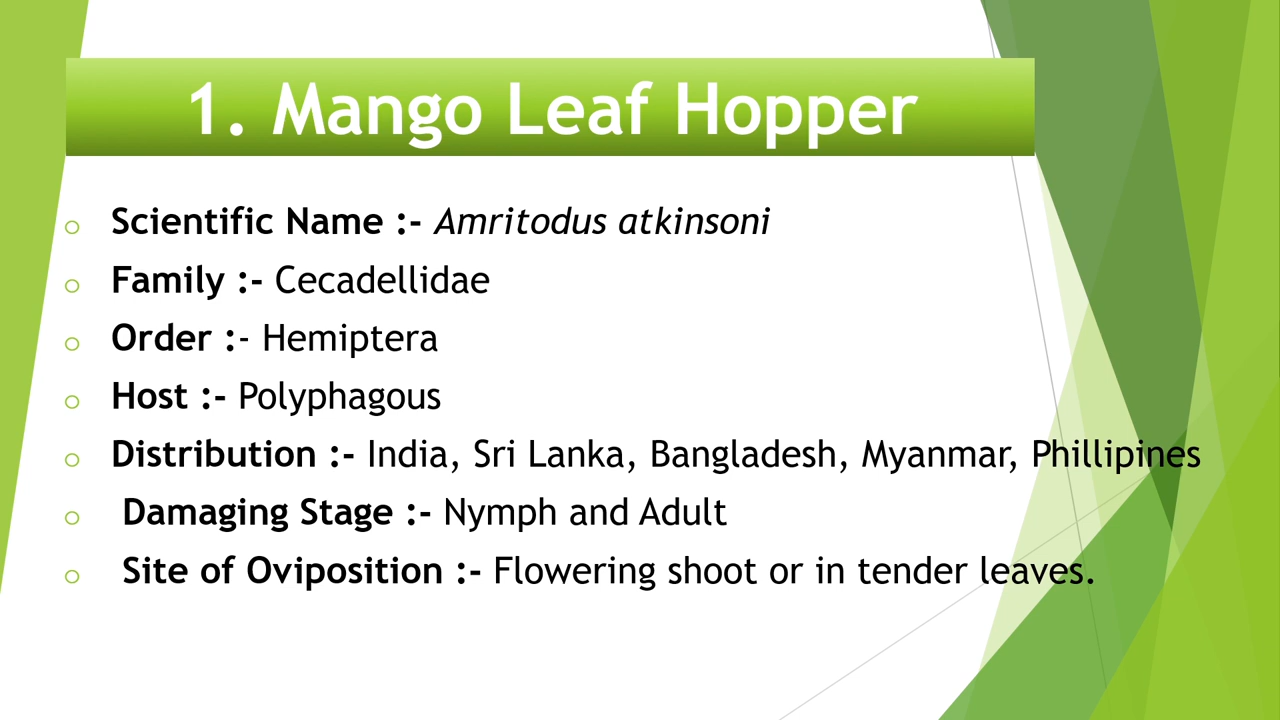 1. Mango Leaf Hopper
Scientific Name :- Amritodus atkinsoni
Family :- Cecadellidae
Order :- Hemiptera
Host :- Polyphagous
Distribution :- India, Sri Lanka, Bangladesh, Myanmar, Phillipines
Damaging Stage :- Nymph and Adult
Site of Oviposition :- Flowering shoot or in tender leaves.